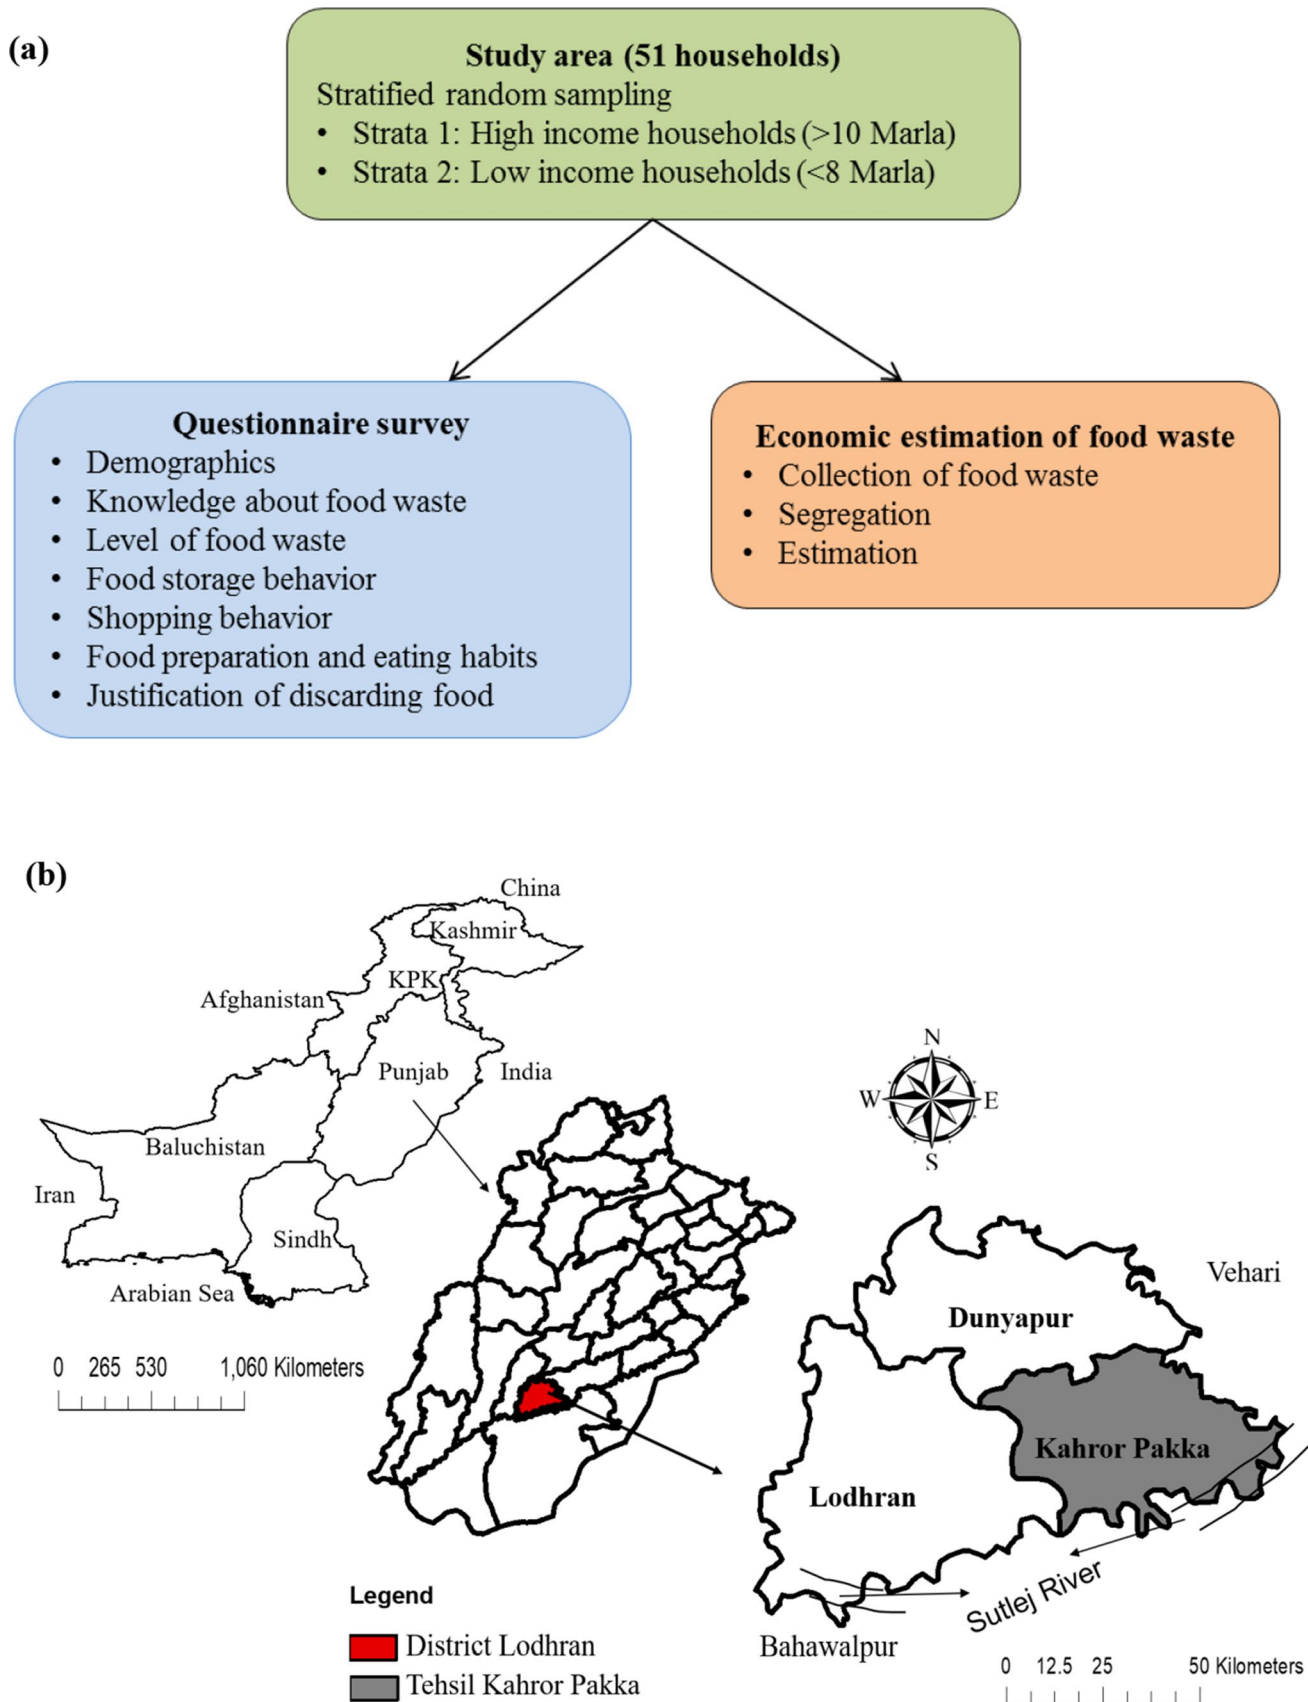 (a)
Study area (51 households)
Stratified random sampling
• Strata 1: High income households (>10 Marla)
• Strata 2: Low income households (<8 Marla)
Questionnaire survey
• Demographics
• Knowledge about food waste
• Level of food waste
• Food storage behavior
• Shopping behavior
• Food preparation and eating habits
• Justification of discarding food
Economic estimation of food waste
• Collection of food waste
• Segregation
• Estimation
(b)
China
Kashmir
KPK
Afghanistan
Punjab
India
Baluchistan
Iran
Sindh
Arabian Sea
0 265 530 1,060 Kilometers
N
W E
S
Vehari
Dunyapur
Kahror Pakka
Lodhran
Sutlej River
Bahawalpur
Legend
District Lodhran
Tehsil Kahror Pakka
0 12.5 25 50 Kilometers